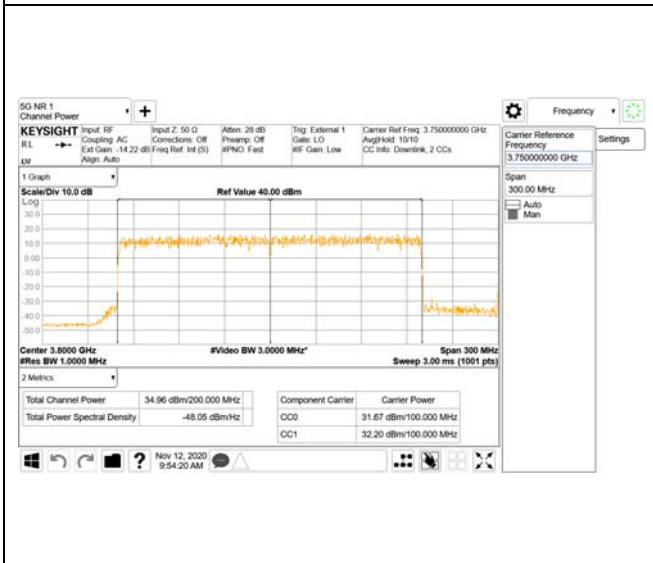 5G NR 1
Channel Power
Frequency
KEYSIGHT
RL
Input: RF
Coupling: AC
Ext Gain: -14.22 dB
Align: Auto
Input Z: 50 Ω
Corrections: Off
Freq Ref: Int (S)
Atten: 28 dB
Preamp: Off
#PNO: Fast
Trig: External 1
Gate: LO
#IF Gain: Low
Carrier Ref Freq: 3.750000000 GHz
Avg|Hold: 10/10
CC Info: Downlink, 2 CCs
Carrier Reference
Frequency
3.750000000 GHz
Settings
Span
300.00 MHz
Auto
Man
1 Graph
Scale/Div 10.0 dB
Ref Value 40.00 dBm
Log
30.0
20.0
10.0
0.00
-10.0
-20.0
-30.0
-40.0
-50.0
Center 3.8000 GHz
#Video BW 3.0000 MHz*
Span 300 MHz
#Res BW 1.0000 MHz
Sweep 3.00 ms (1001 pts)
2 Metrics
Total Channel Power 34.96 dBm/200.000 MHz
Total Power Spectral Density -48.05 dBm/Hz
Component Carrier Carrier Power
CC0 31.67 dBm/100.000 MHz
CC1 32.20 dBm/100.000 MHz
?
Nov 12, 2020
9:54:20 AM